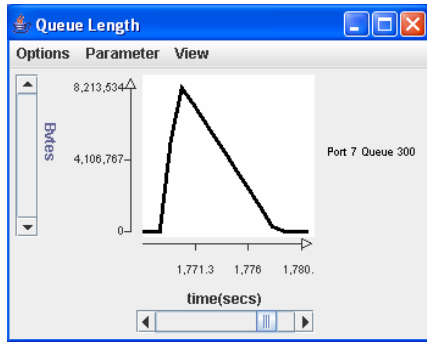 Queue Length
Options Parameter View
8,213,534
Bytes
4,106,767
Port 7 Queue 300
0
1,771.3 1,776 1,780.
time(secs)